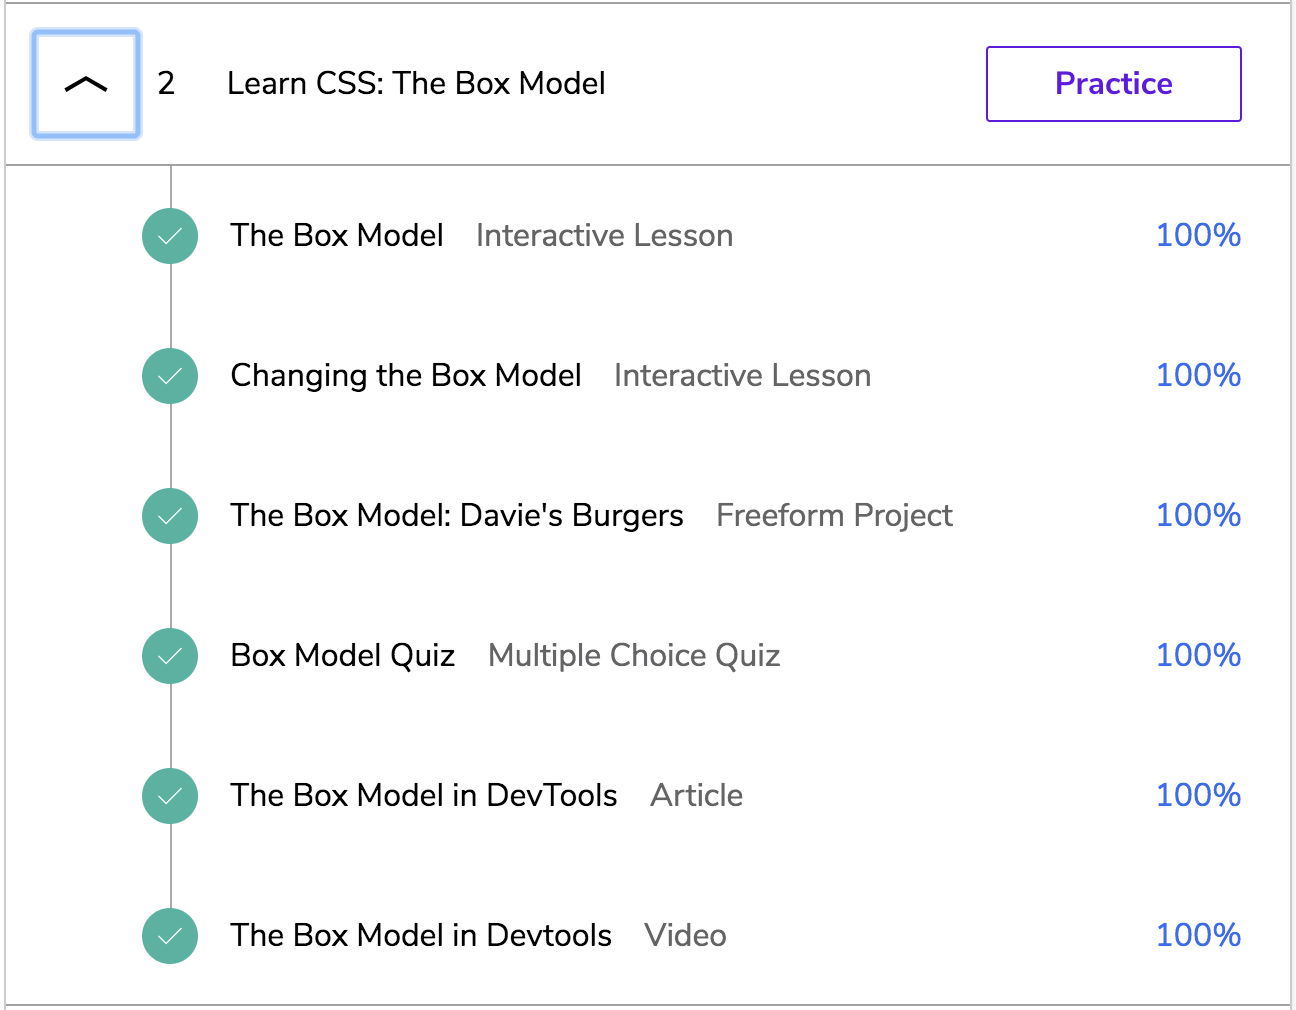 2 Learn CSS: The Box Model Practice
The Box Model Interactive Lesson 100%
Changing the Box Model Interactive Lesson 100%
The Box Model: Davie's Burgers Freeform Project 100%
Box Model Quiz Multiple Choice Quiz 100%
The Box Model in DevTools Article 100%
The Box Model in Devtools Video 100%